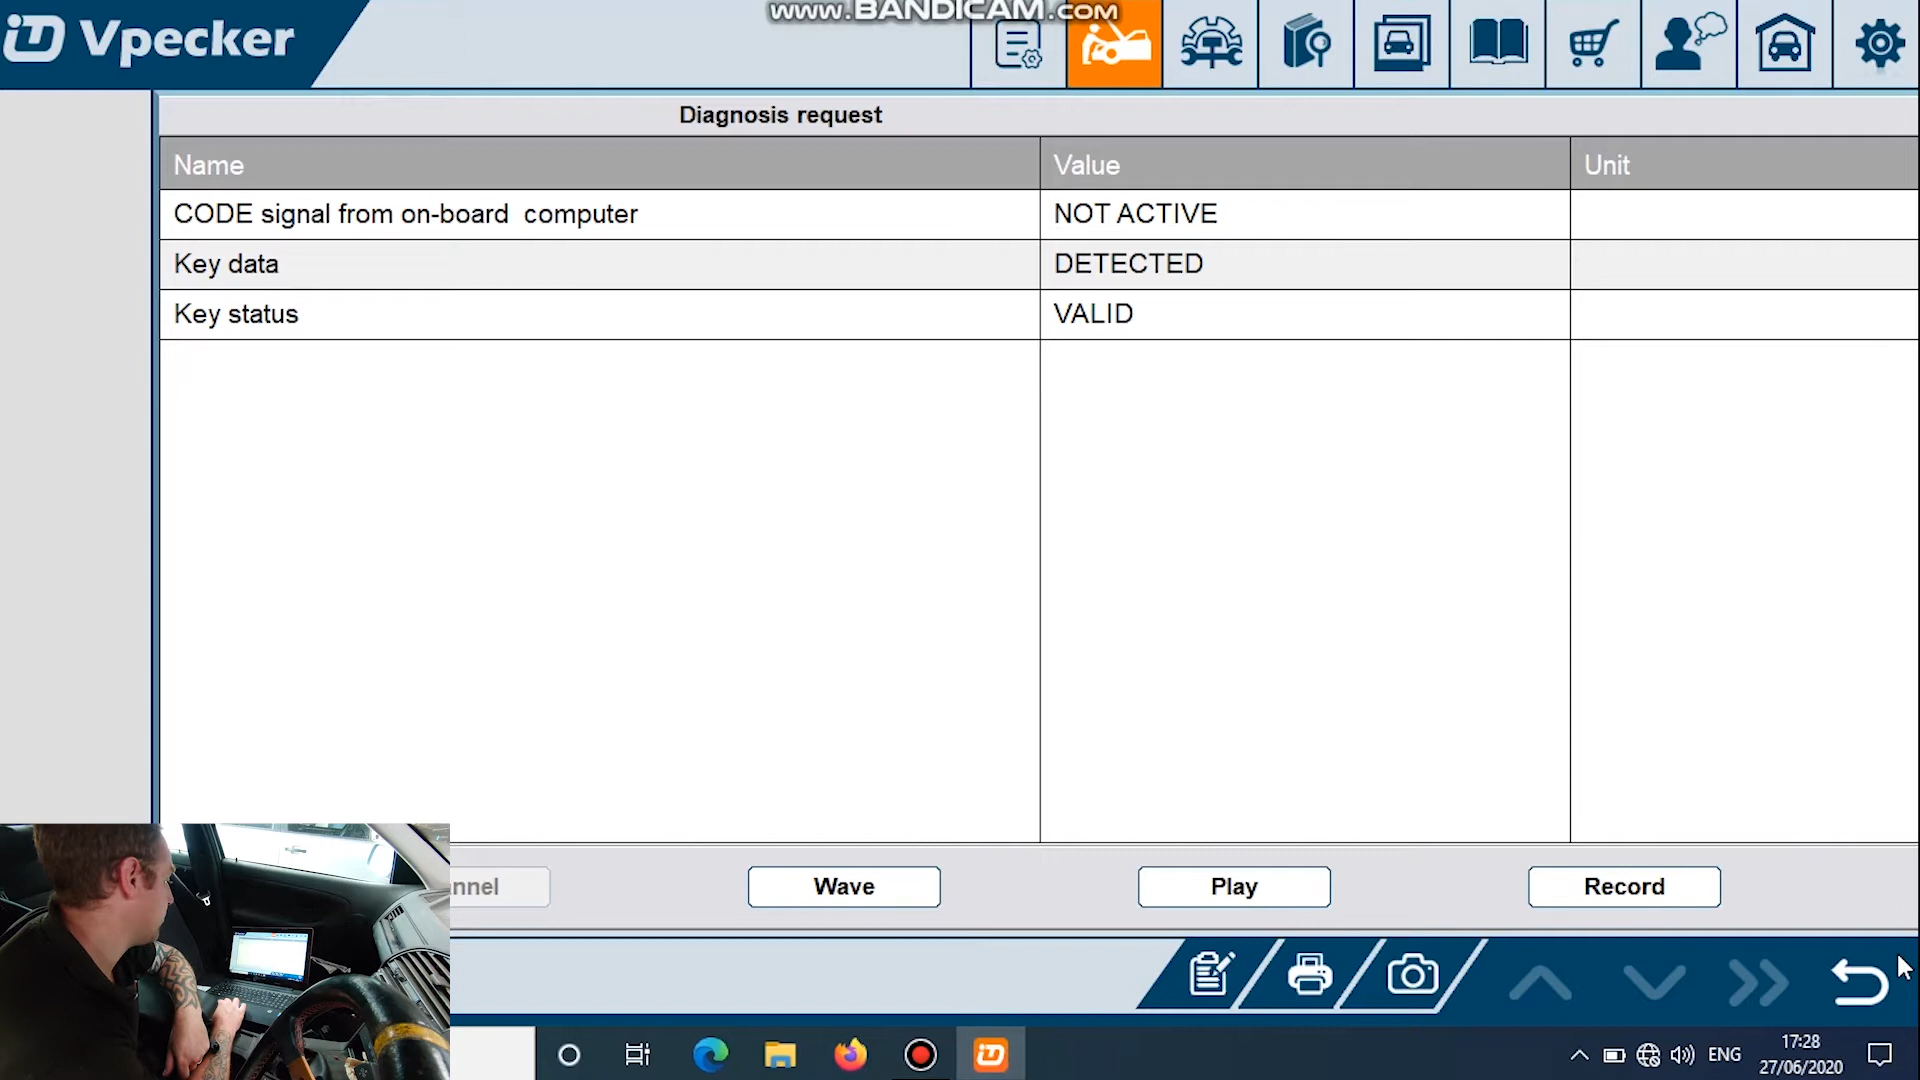 www.BANDICAM.com
Vpecker
Diagnosis request
Name Value Unit
CODE signal from on-board computer NOT ACTIVE
Key data DETECTED
Key status VALID
nnel Wave Play Record
ENG
17:28
27/06/2020